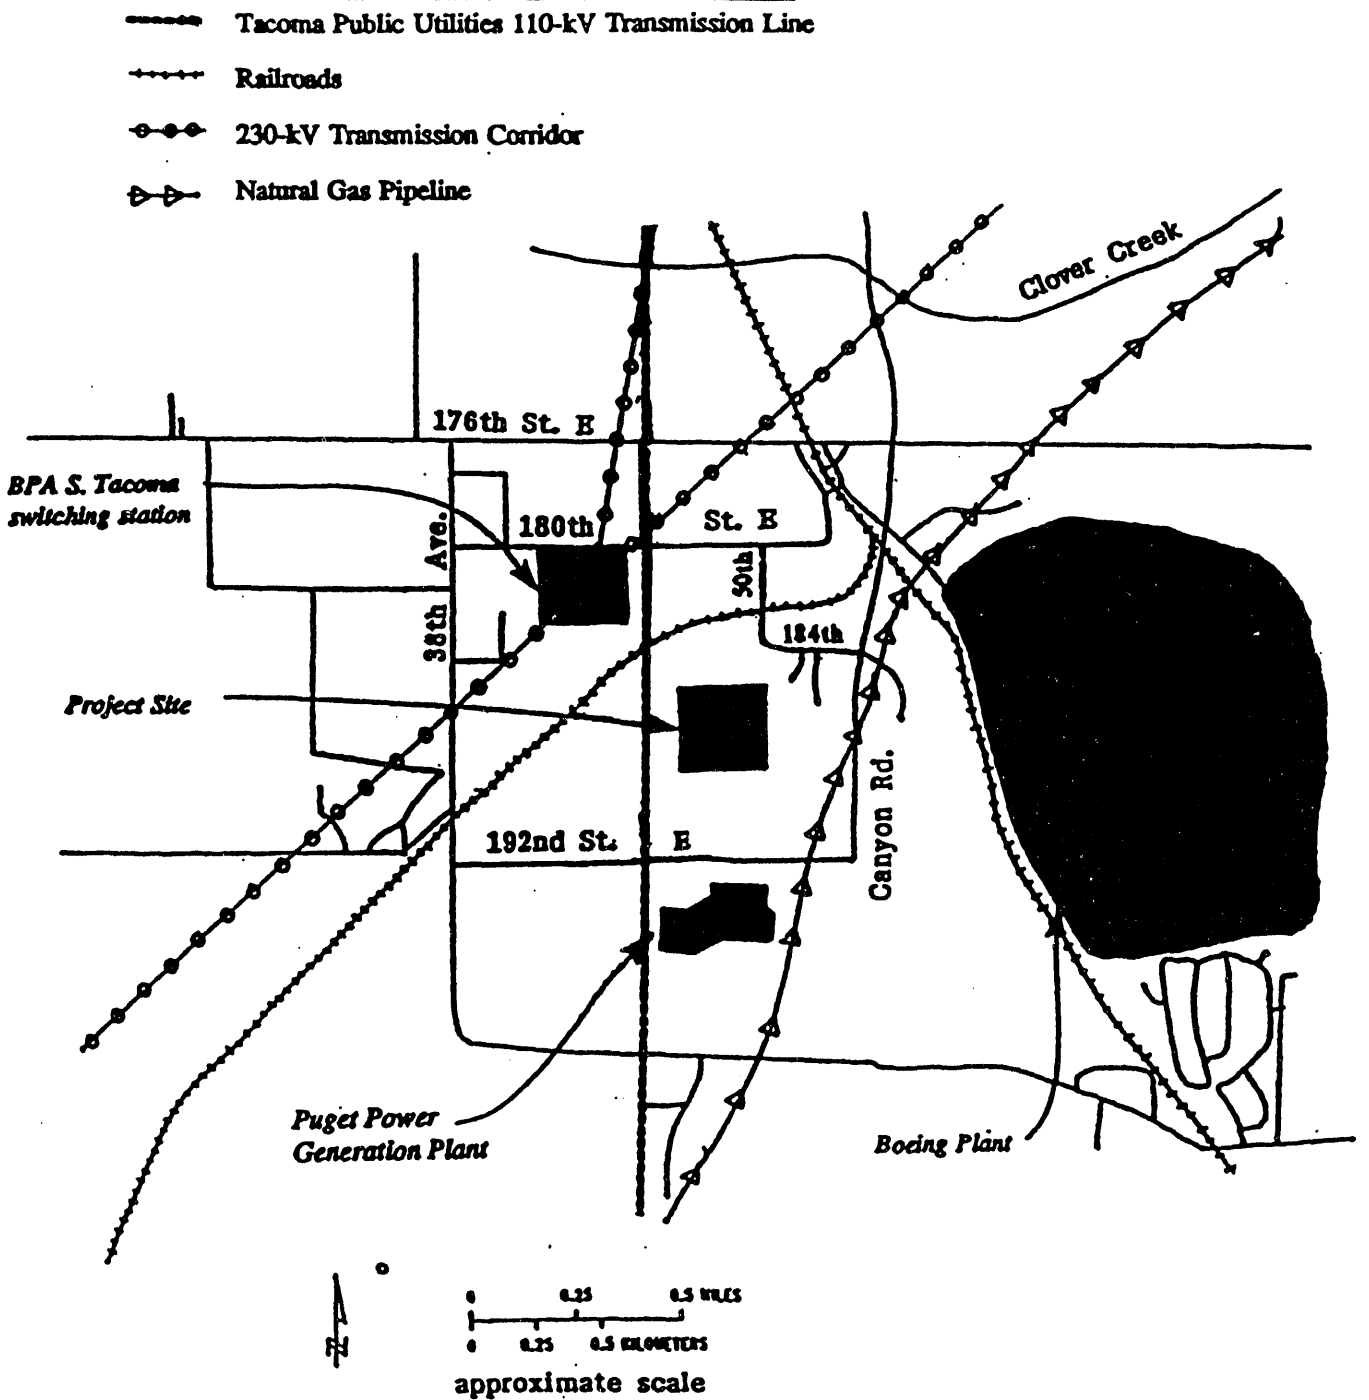 Tacoma Public Utilities 110-kV Transmission Line
Railroads
230-kV Transmission Corridor
Natural Gas Pipeline
Clover Creek
176th St. E
BPA S. Tacoma
switching station
180th St. E
38th Ave.
50th
184th
Project Site
Canyon Rd.
192nd St. E
Puget Power
Generation Plant
Boeing Plant
N
0 0.25 0.5 MILES
0 0.25 0.5 KILOMETERS
approximate scale